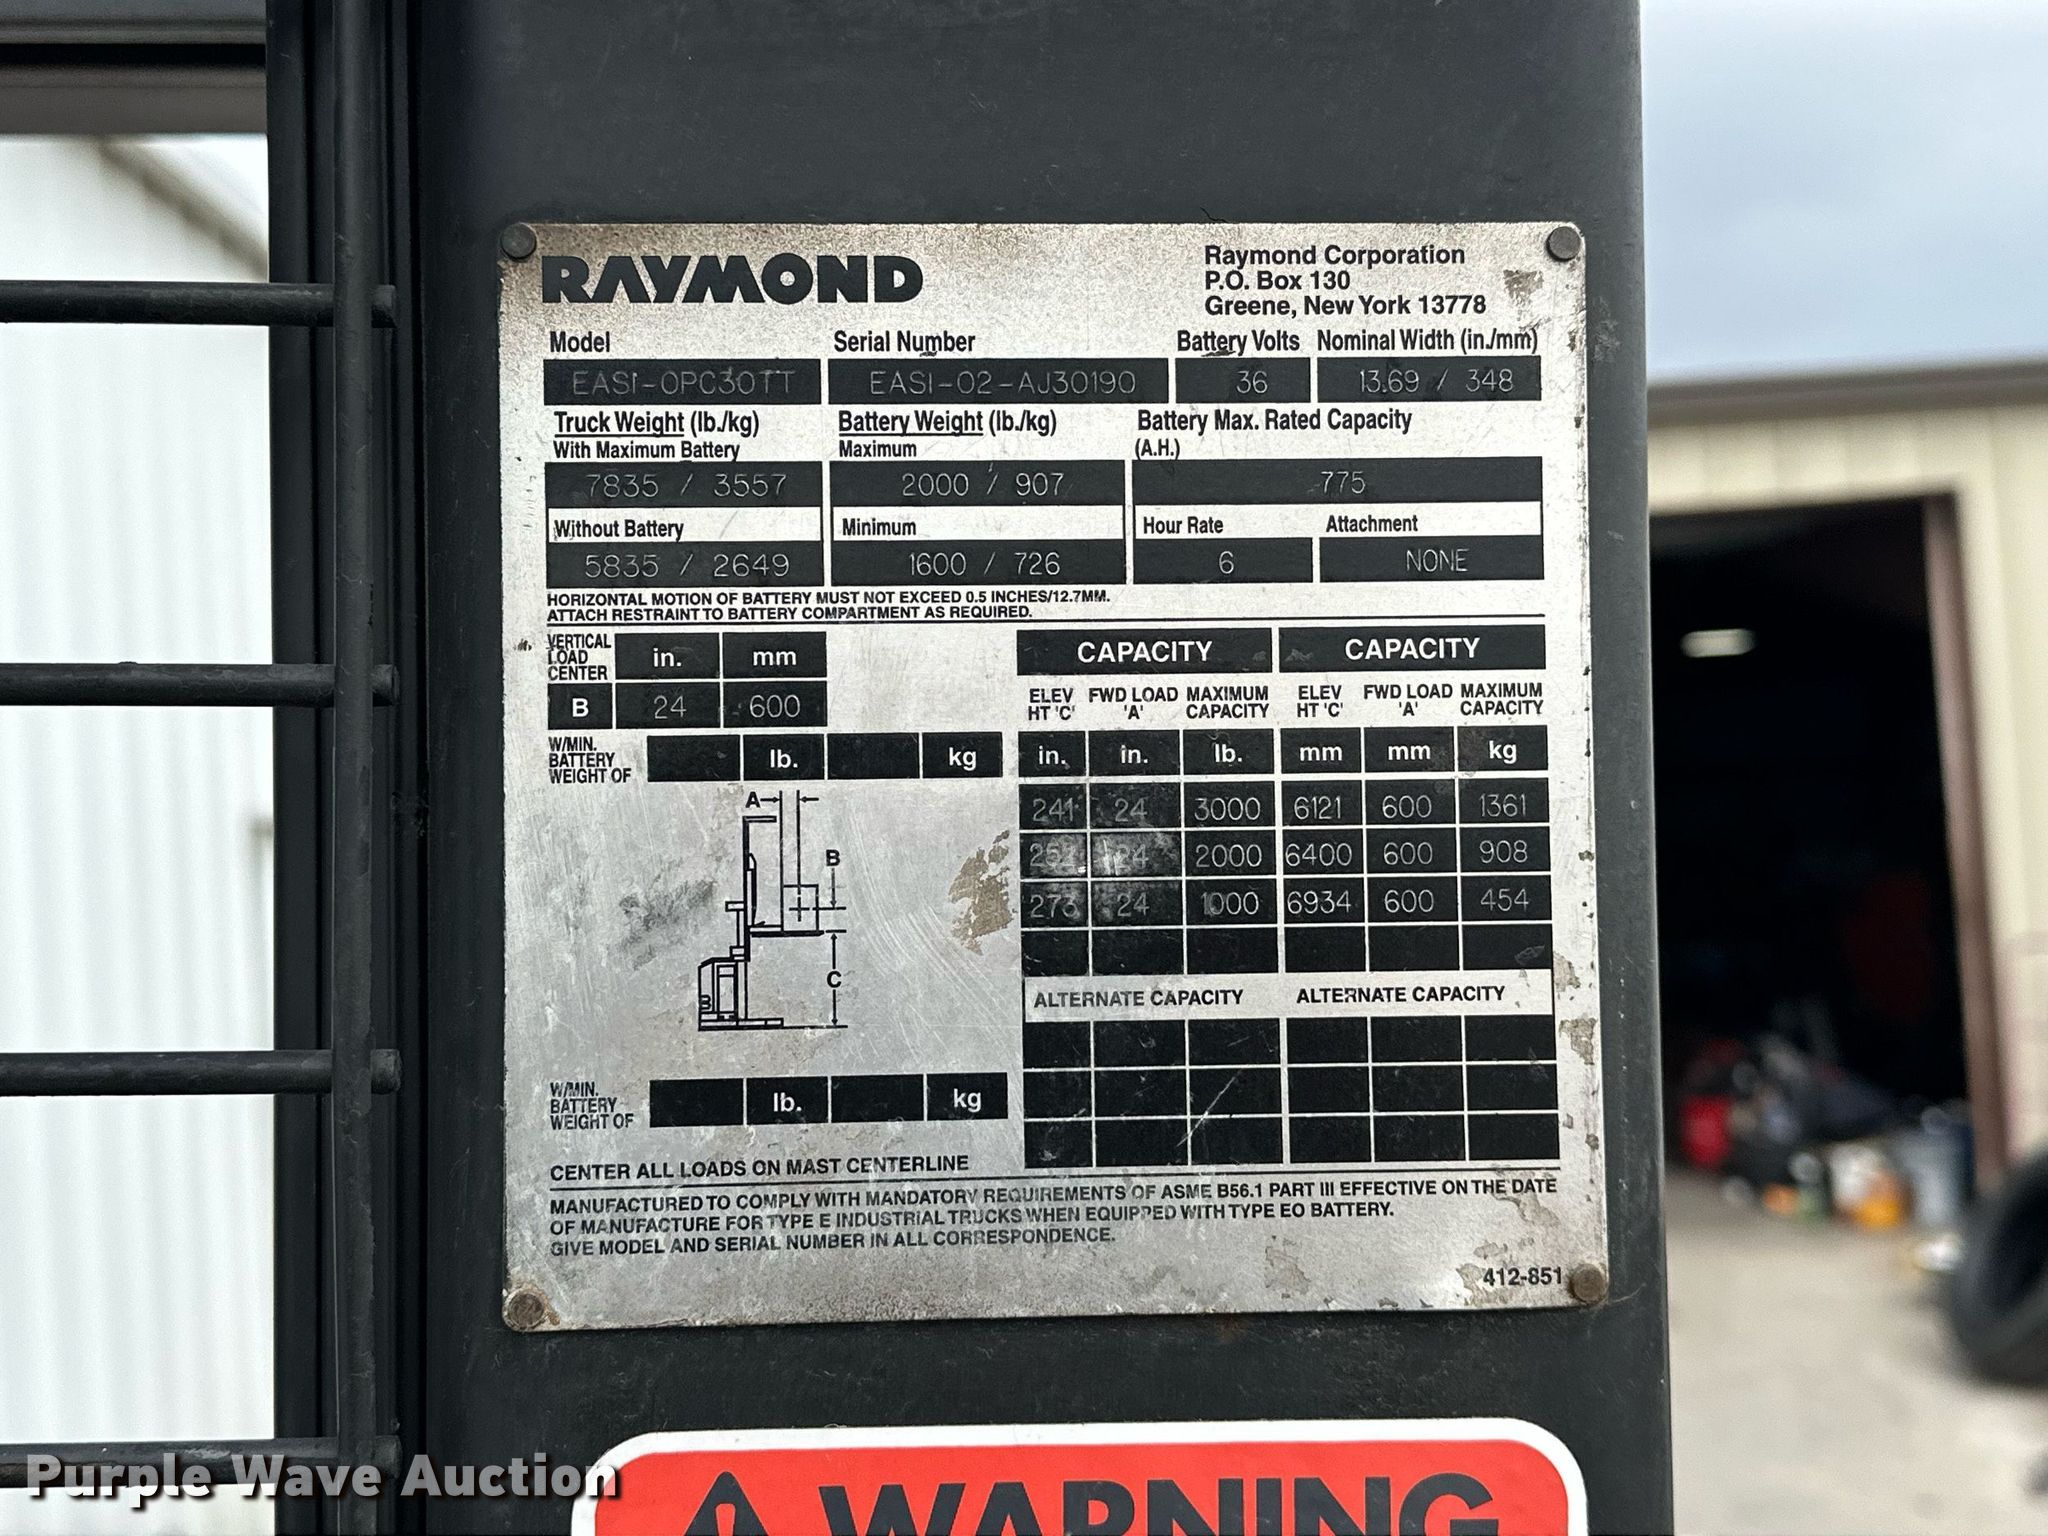 RAYMOND
Raymond Corporation
P.O. Box 130
Greene, New York 13778
Model Serial Number Battery Volts Nominal Width (in./mm)
EASI-OPC30TT EASI-02-AJ30190 36 13.69 / 348
Truck Weight (lb./kg) Battery Weight (lb./kg) Battery Max. Rated Capacity
With Maximum Battery Maximum (A.H.)
7835 / 3557 2000 / 907 775
Without Battery Minimum Hour Rate Attachment
5835 / 2649 1600 / 726 6 NONE
HORIZONTAL MOTION OF BATTERY MUST NOT EXCEED 0.5 INCHES/12.7MM.
ATTACH RESTRAINT TO BATTERY COMPARTMENT AS REQUIRED.
VERTICAL
LOAD
CENTER
in. mm
B 24 600
W/MIN.
BATTERY
WEIGHT OF
lb. kg
A
B
C
W/MIN.
BATTERY
WEIGHT OF
lb. kg
CAPACITY CAPACITY
ELEV FWD LOAD MAXIMUM ELEV FWD LOAD MAXIMUM
HT 'C' 'A' CAPACITY HT 'C' 'A' CAPACITY
in. in. lb. mm mm kg
241 24 3000 6121 600 1361
252 24 2000 6400 600 908
273 24 1000 6934 600 454
ALTERNATE CAPACITY ALTERNATE CAPACITY
CENTER ALL LOADS ON MAST CENTERLINE
MANUFACTURED TO COMPLY WITH MANDATORY REQUIREMENTS OF ASME B56.1 PART III EFFECTIVE ON THE DATE
OF MANUFACTURE FOR TYPE E INDUSTRIAL TRUCKS WHEN EQUIPPED WITH TYPE EO BATTERY.
GIVE MODEL AND SERIAL NUMBER IN ALL CORRESPONDENCE.
412-851
WARNING
Purple Wave Auction